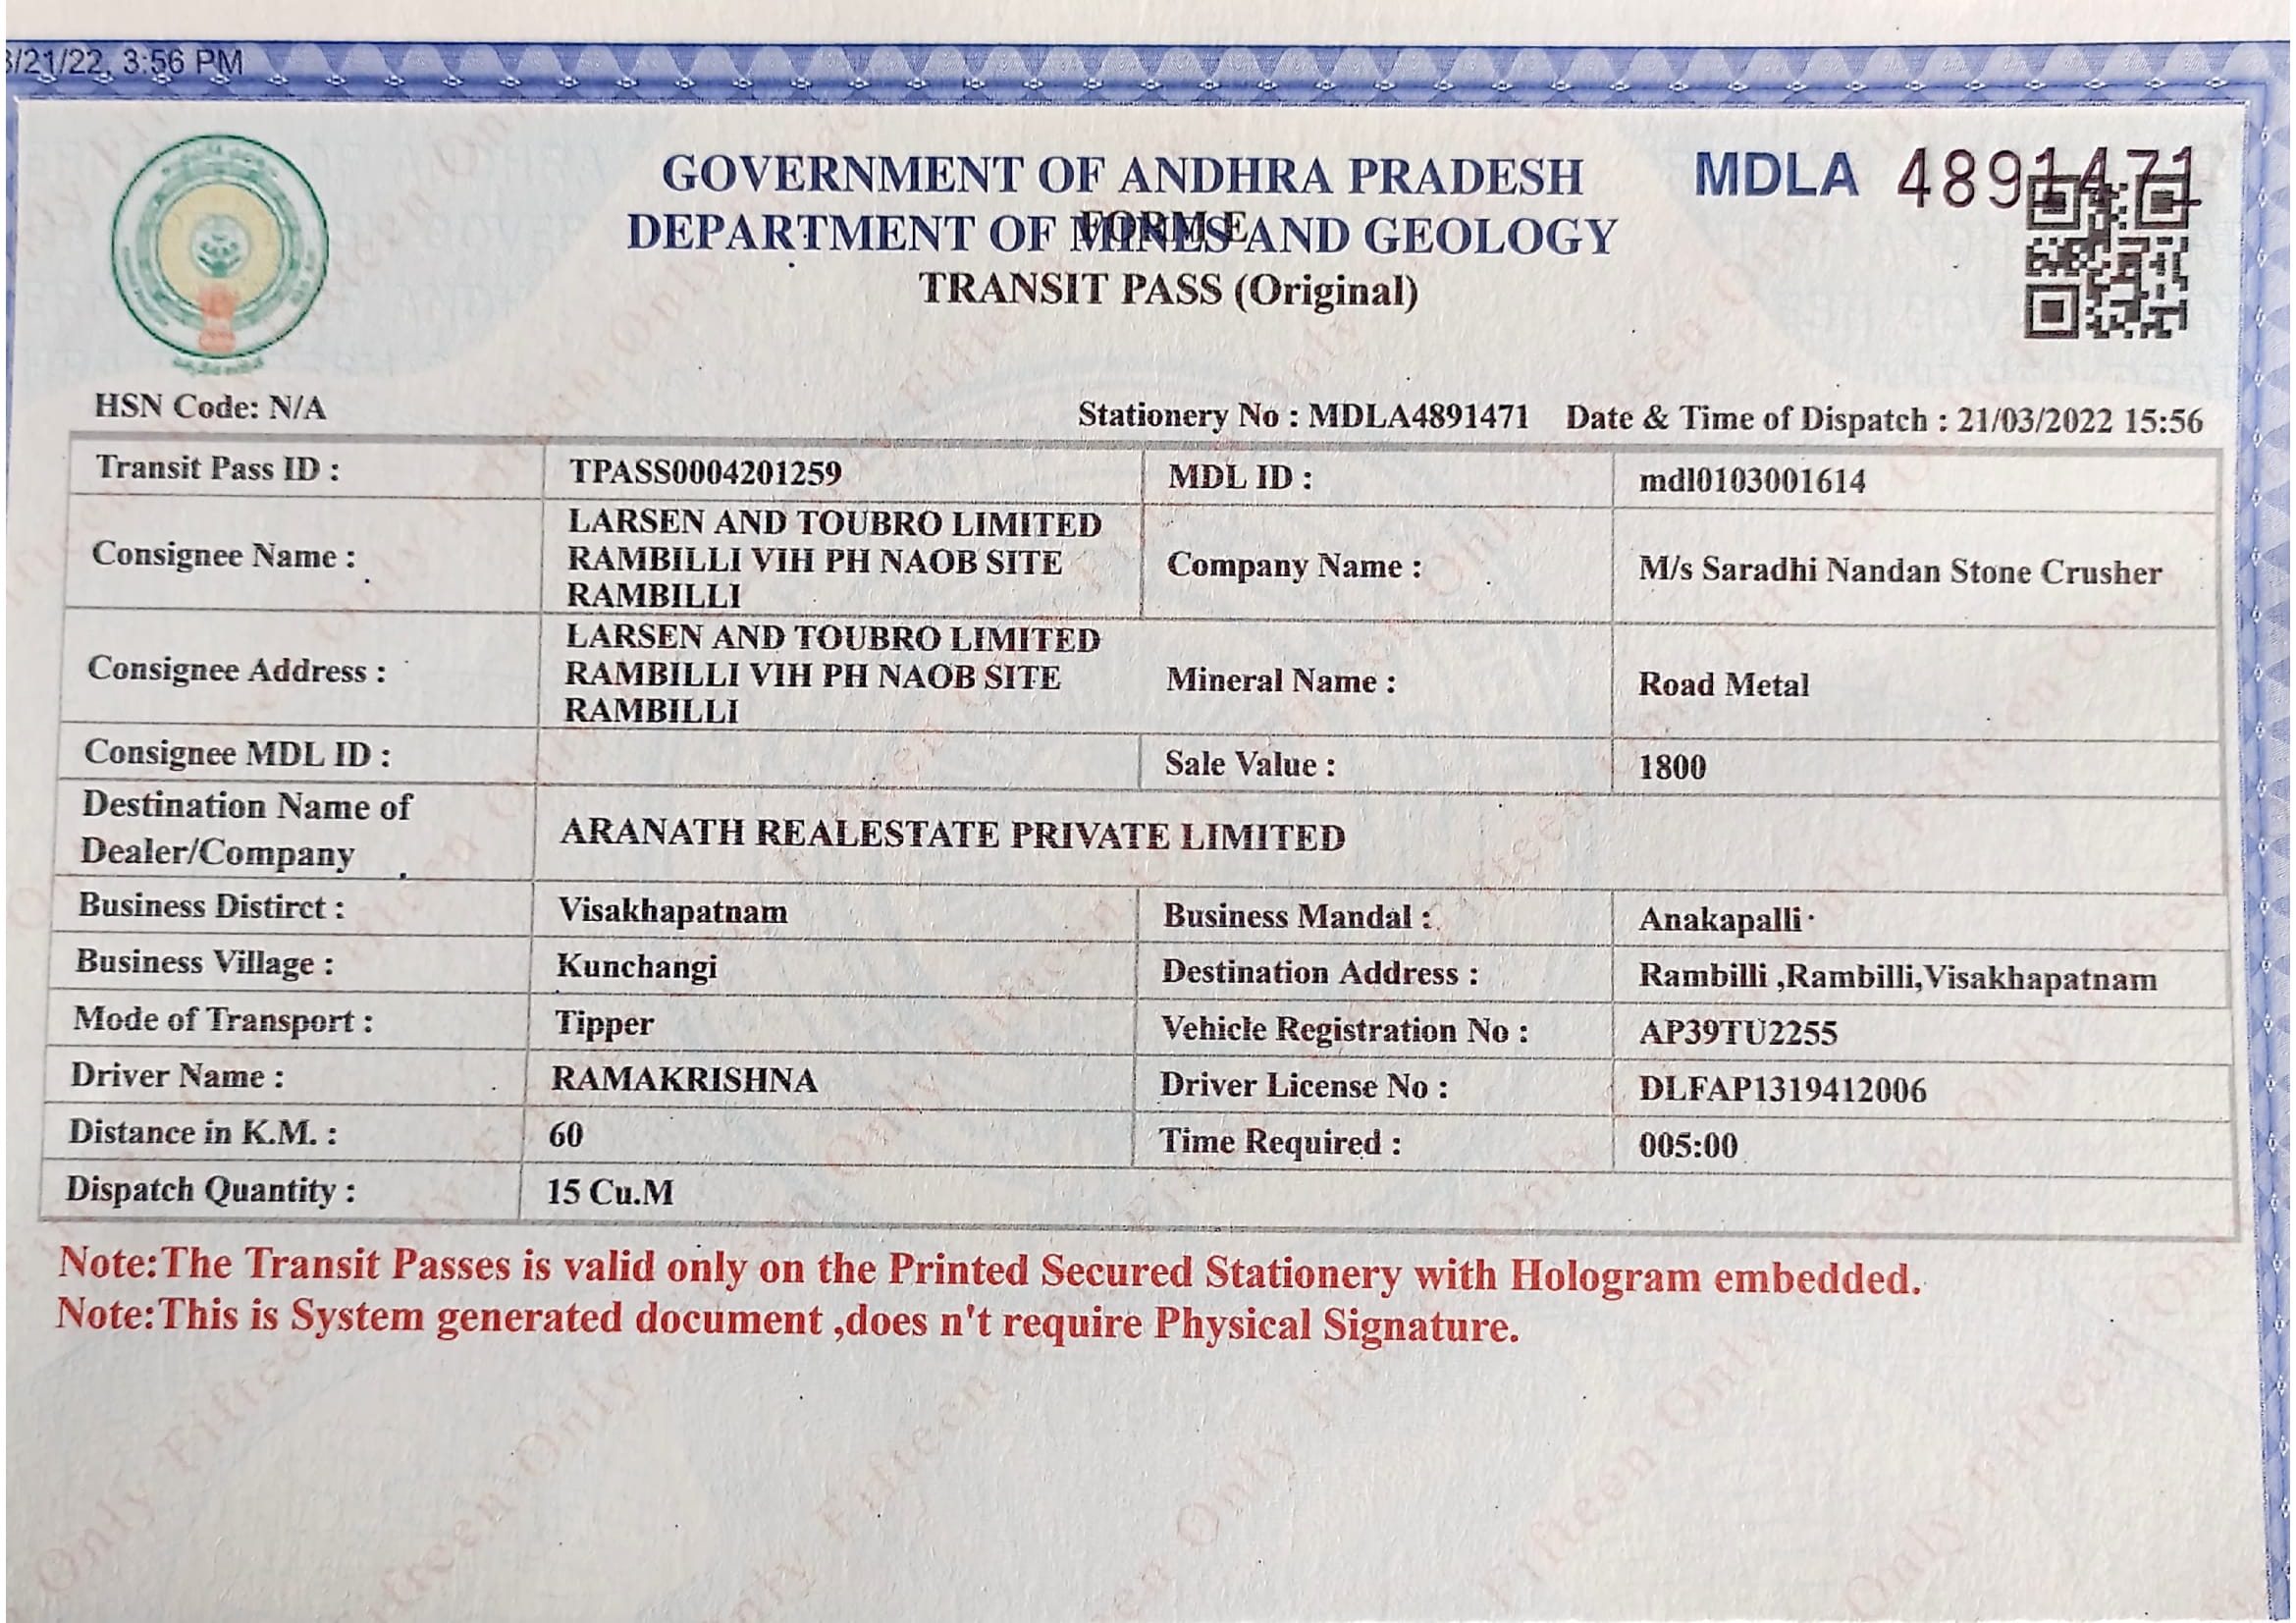 3/21/22, 3:56 PM
MDLA 4891471
GOVERNMENT OF ANDHRA PRADESH
FORM E
DEPARTMENT OF MINES AND GEOLOGY
TRANSIT PASS (Original)
HSN Code: N/A
Stationery No : MDLA4891471 Date & Time of Dispatch : 21/03/2022 15:56
Transit Pass ID : TPASS0004201259 MDL ID : mdl0103001614
Consignee Name : LARSEN AND TOUBRO LIMITED
RAMBILLI VIH PH NAOB SITE
RAMBILLI
Company Name : M/s Saradhi Nandan Stone Crusher
Consignee Address : LARSEN AND TOUBRO LIMITED
RAMBILLI VIH PH NAOB SITE
RAMBILLI
Mineral Name : Road Metal
Consignee MDL ID : Sale Value : 1800
Destination Name of
Dealer/Company
ARANATH REALESTATE PRIVATE LIMITED
Business Distirct : Visakhapatnam Business Mandal : Anakapalli
Business Village : Kunchangi Destination Address : Rambilli ,Rambilli,Visakhapatnam
Mode of Transport : Tipper Vehicle Registration No : AP39TU2255
Driver Name : RAMAKRISHNA Driver License No : DLFAP1319412006
Distance in K.M. : 60 Time Required : 005:00
Dispatch Quantity : 15 Cu.M
Note:The Transit Passes is valid only on the Printed Secured Stationery with Hologram embedded.
Note:This is System generated document ,does n't require Physical Signature.